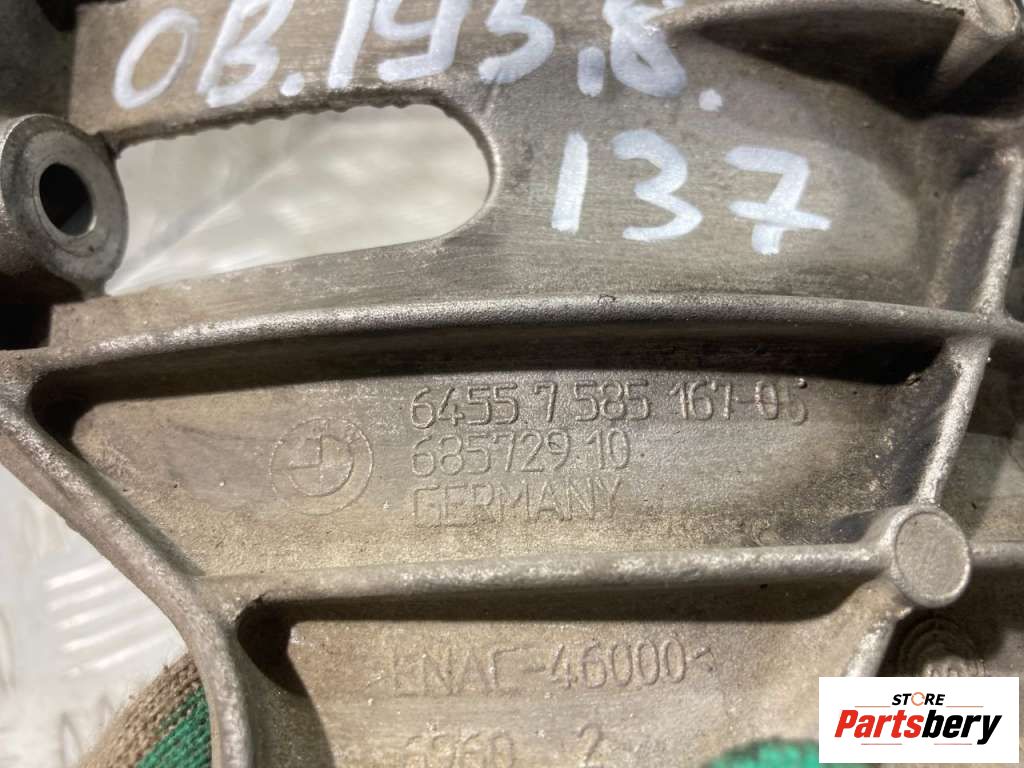 OB.193,8.
137
6455 7 585 167-05
685729 10
GERMANY
ENAC-46000
STORE
Partsbery